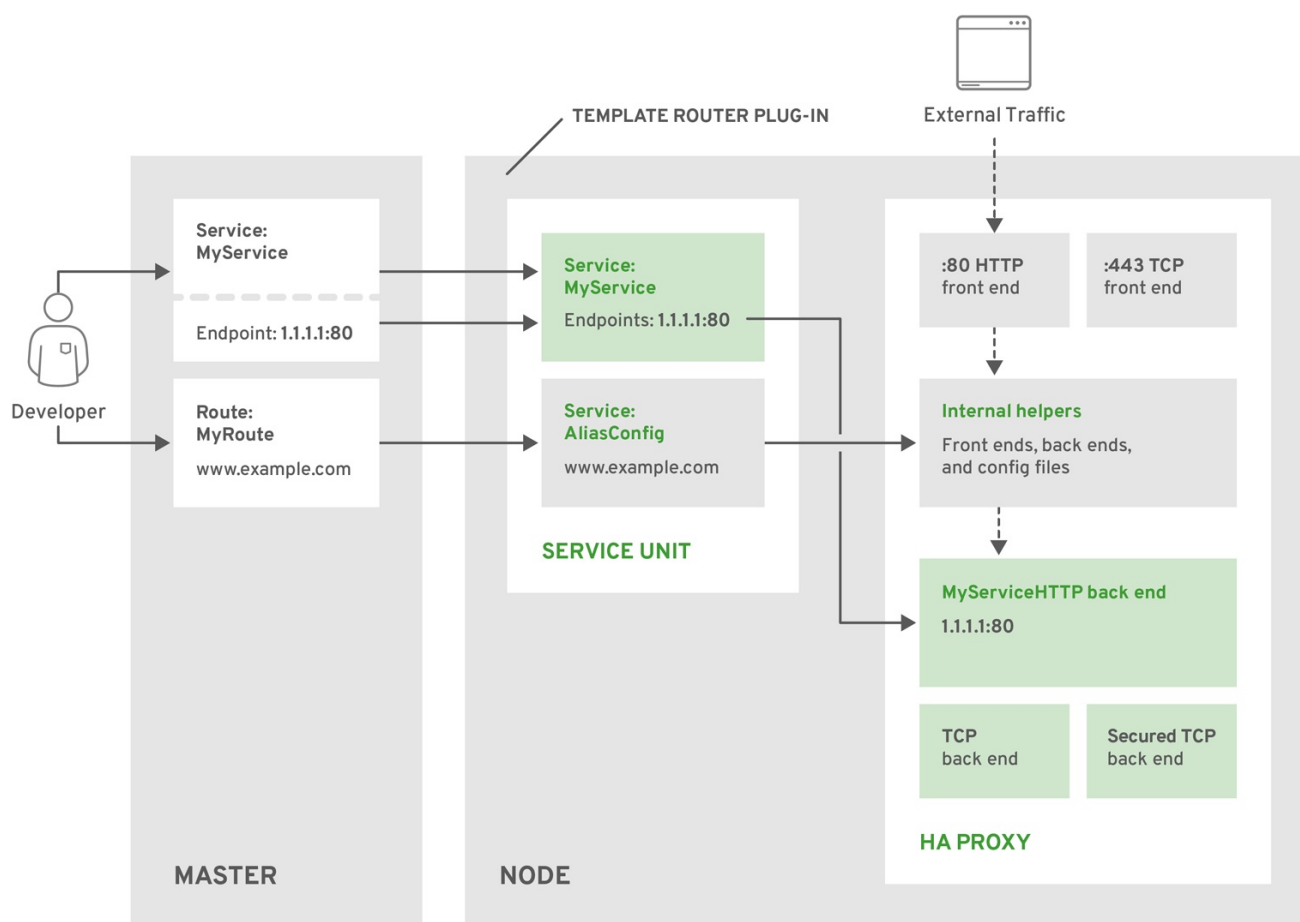 TEMPLATE ROUTER PLUG-IN
External Traffic
Developer
Service:
MyService
Endpoint: 1.1.1.1:80
Route:
MyRoute
www.example.com
MASTER
Service:
MyService
Endpoints: 1.1.1.1:80
Service:
AliasConfig
www.example.com
SERVICE UNIT
NODE
:80 HTTP
front end
:443 TCP
front end
Internal helpers
Front ends, back ends,
and config files
MyServiceHTTP back end
1.1.1.1:80
TCP
back end
Secured TCP
back end
HA PROXY